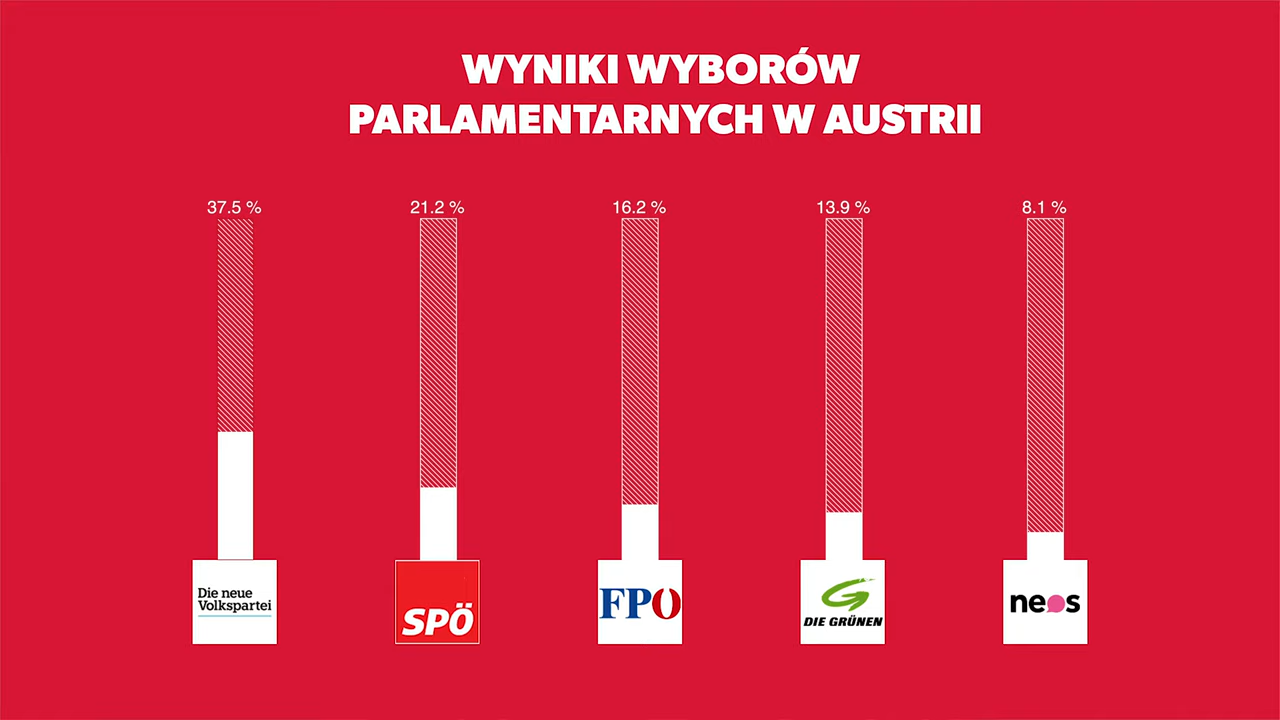 WYNIKI WYBORÓW
PARLAMENTARNYCH W AUSTRII
37.5 %
21.2 %
16.2 %
13.9 %
8.1 %
Die neue
Volkspartei
SPÖ
FPO
DIE GRÜNEN
neos